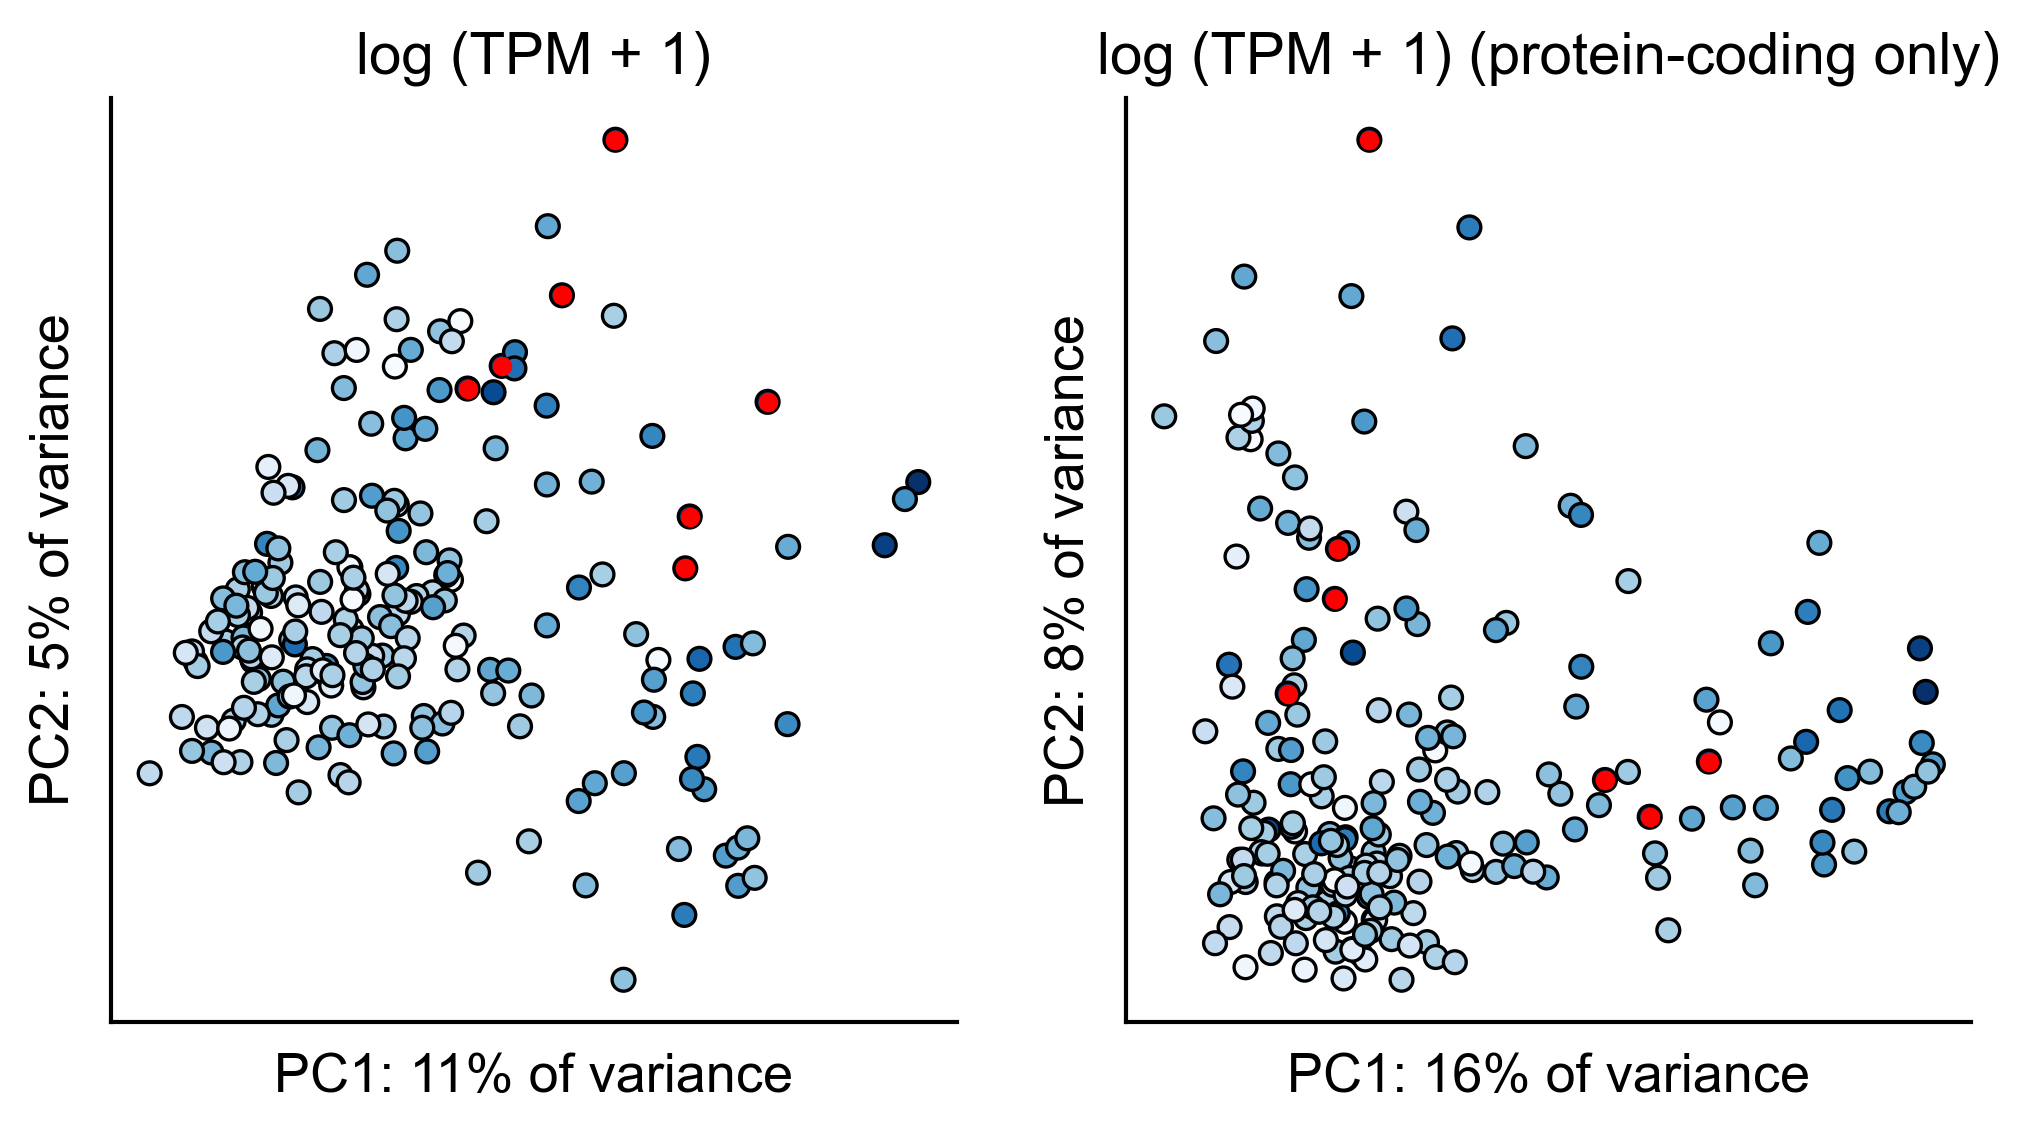 log (TPM + 1)
PC2: 5% of variance
PC1: 11% of variance
log (TPM + 1) (protein-coding only)
PC2: 8% of variance
PC1: 16% of variance